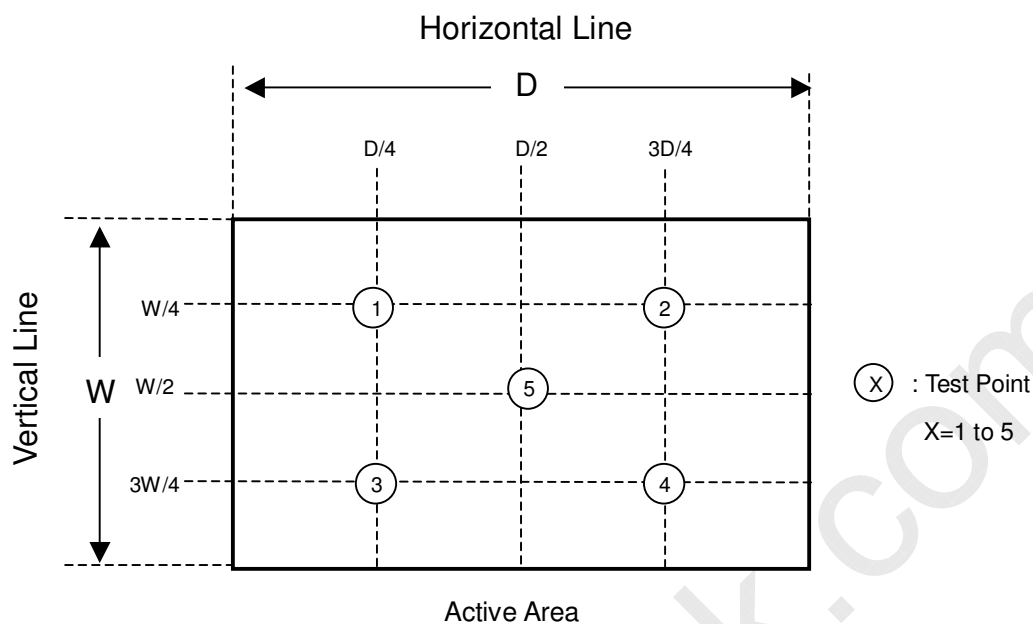 Horizontal Line
D
D/4 D/2 3D/4
Vertical Line
W
W/4
W/2
3W/4
1 2
5
3 4
X : Test Point
X=1 to 5
Active Area
k.com